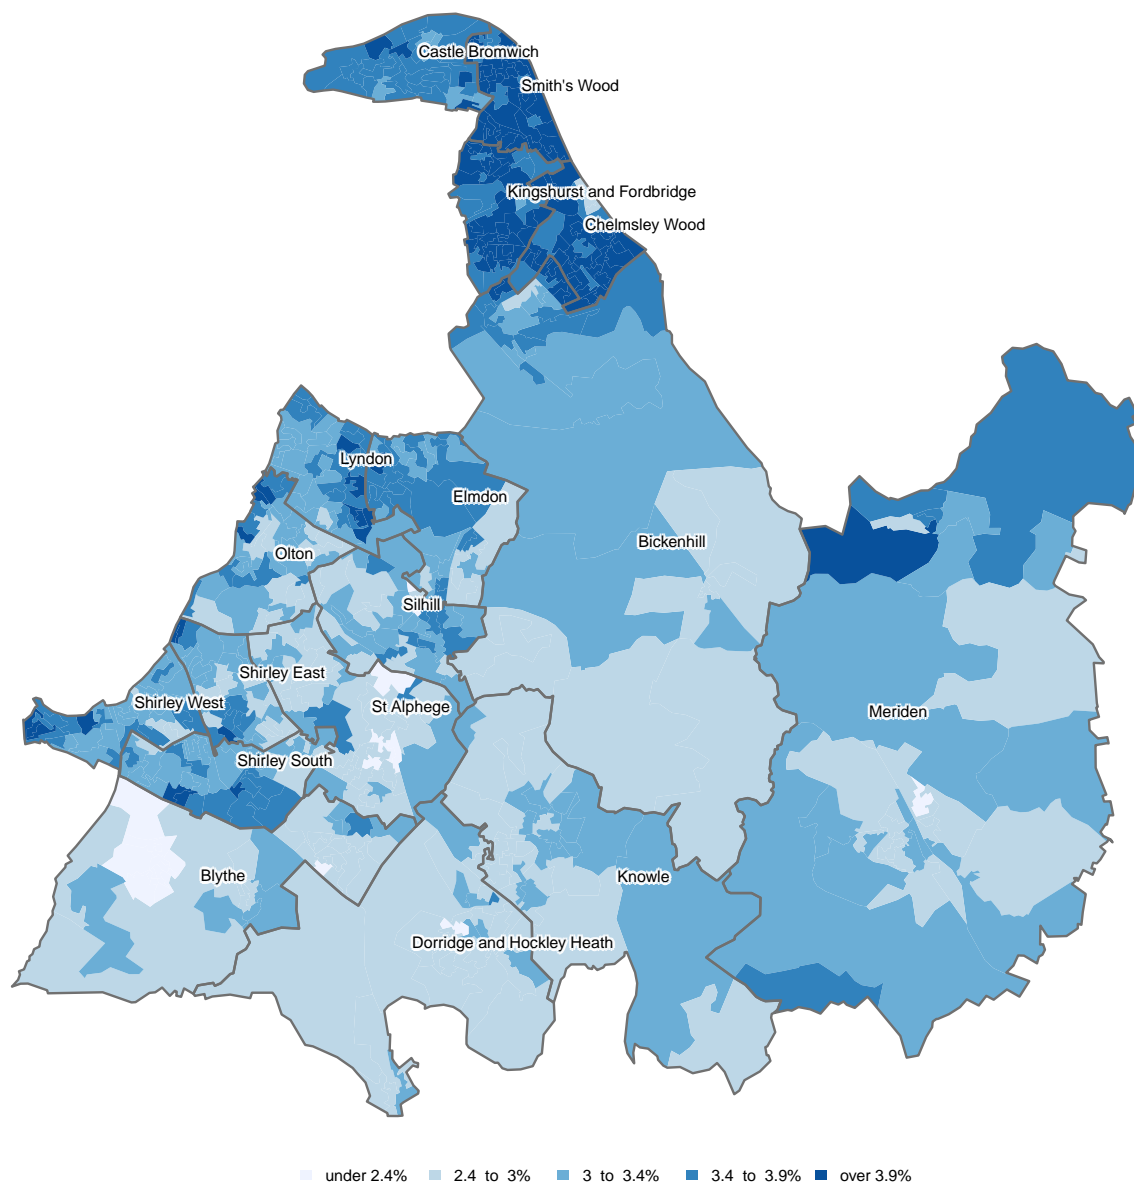 Castle Bromwich
Smith's Wood
Kingshurst and Fordbridge
Chelmsley Wood
Lyndon
Elmdon
Bickenhill
Olton
Silhill
Shirley East
Shirley West
St Alphege
Meriden
Shirley South
Blythe
Knowle
Dorridge and Hockley Heath
under 2.4% 2.4 to 3% 3 to 3.4% 3.4 to 3.9% over 3.9%